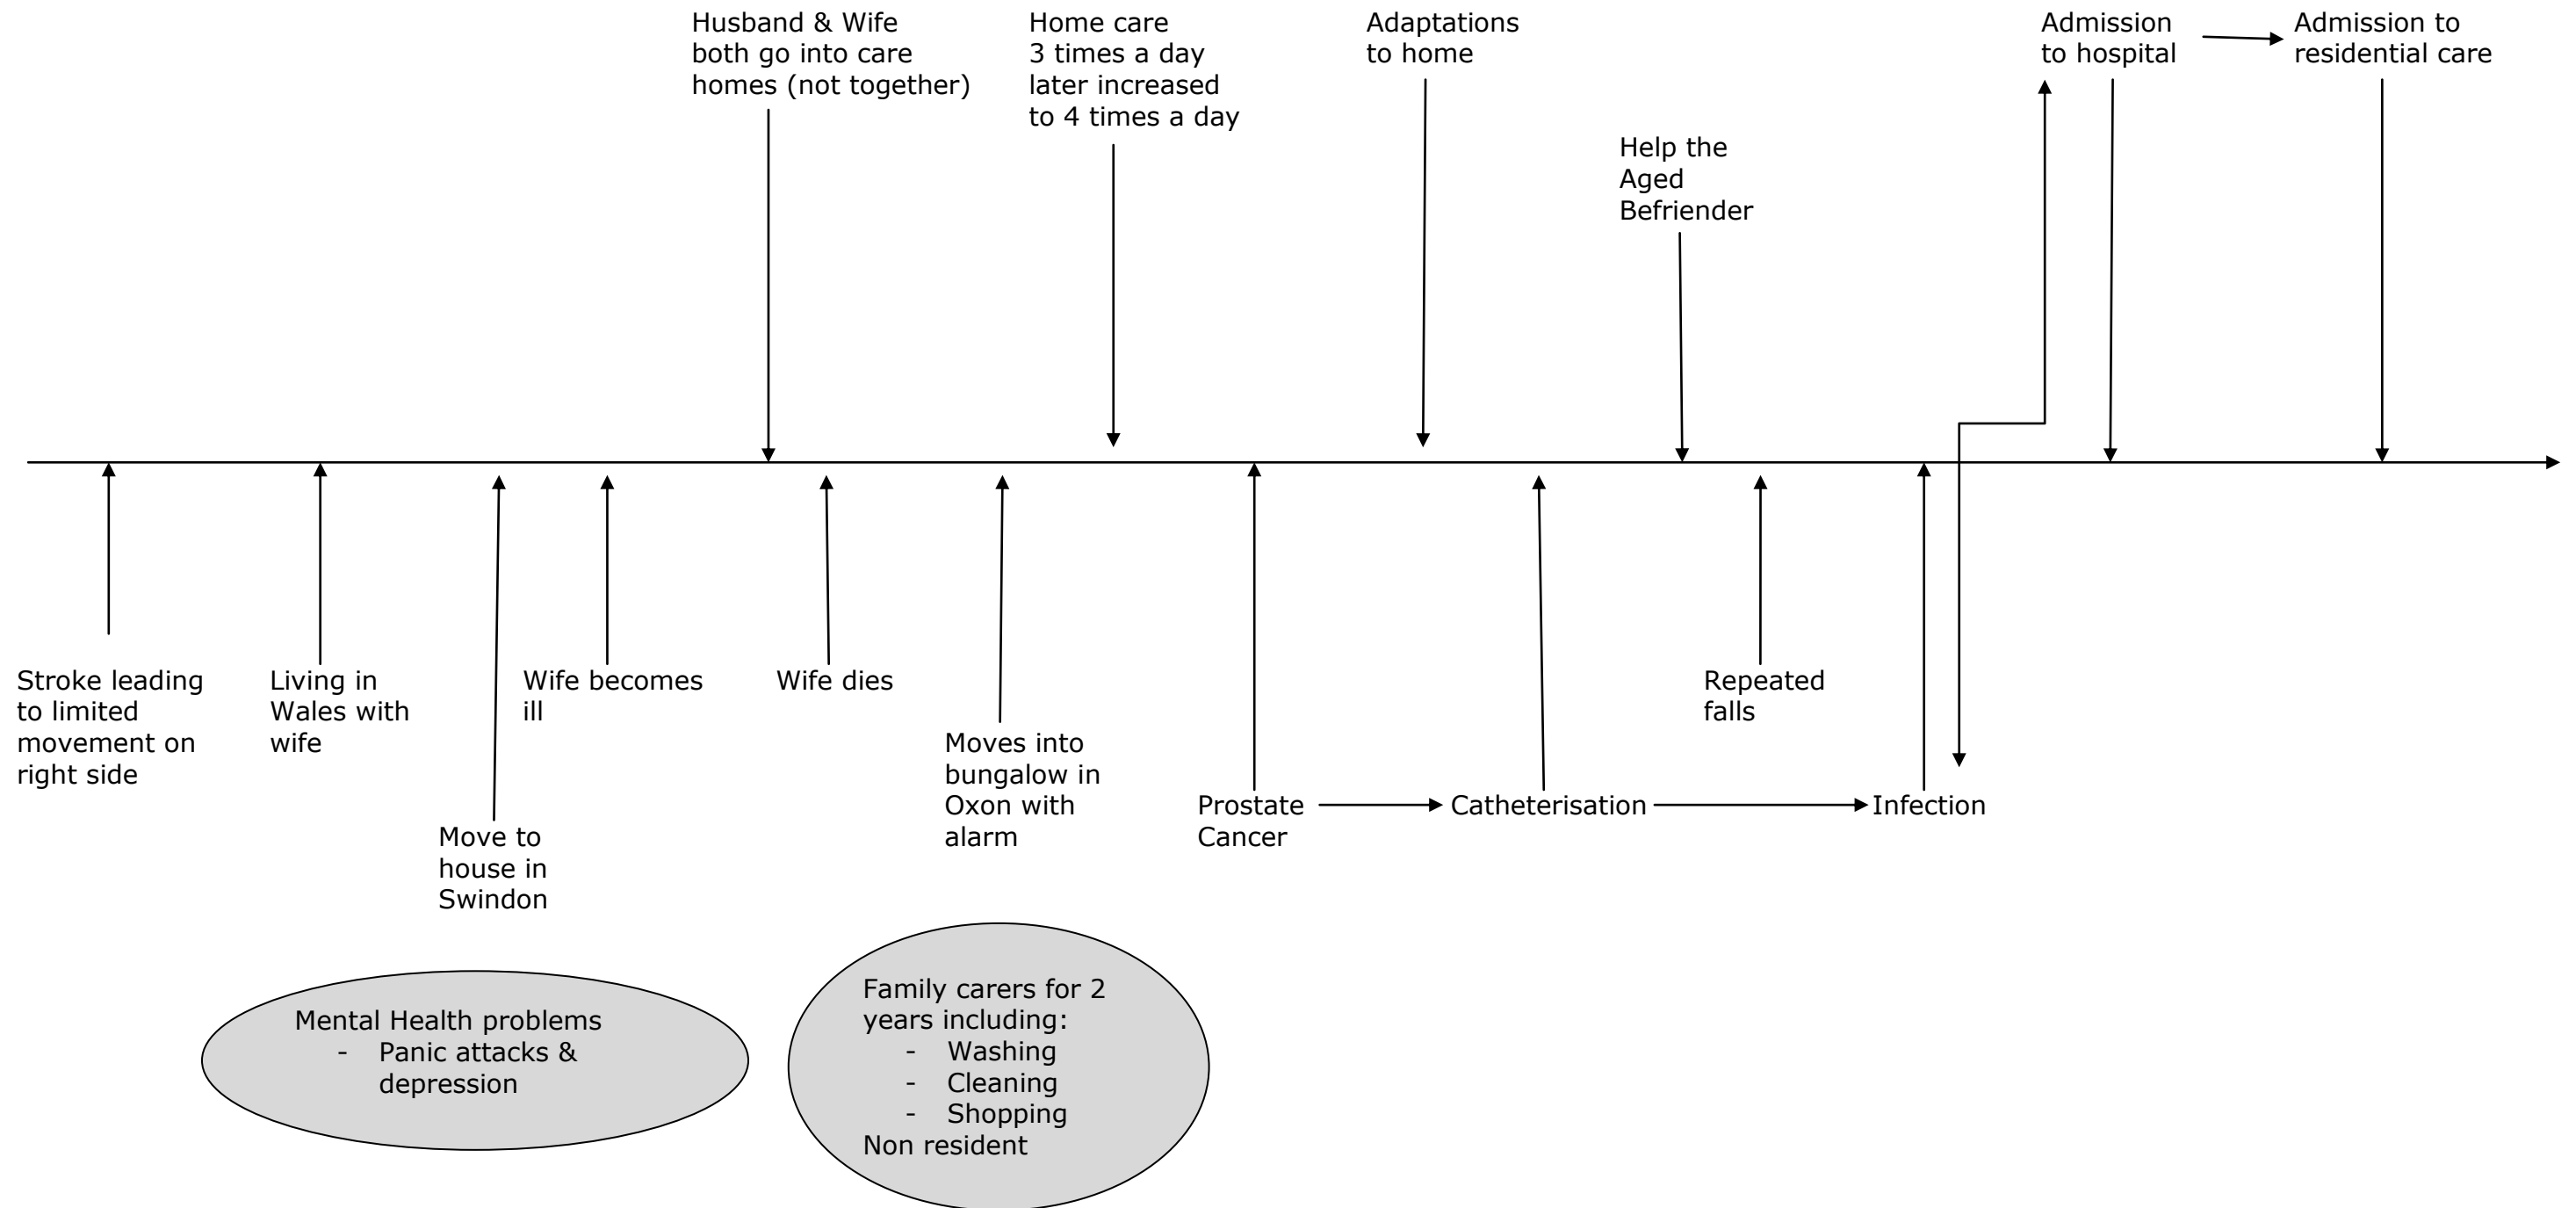 Husband & Wife
both go into care
homes (not together)
Home care
3 times a day
later increased
to 4 times a day
Adaptations
to home
Help the
Aged
Befriender
Admission
to hospital
Admission to
residential care
Stroke leading
to limited
movement on
right side
Living in
Wales with
wife
Move to
house in
Swindon
Wife becomes
ill
Wife dies
Moves into
bungalow in
Oxon with
alarm
Prostate
Cancer
Catheterisation
Repeated
falls
Infection
Mental Health problems
- Panic attacks &
depression
Family carers for 2
years including:
- Washing
- Cleaning
- Shopping
Non resident